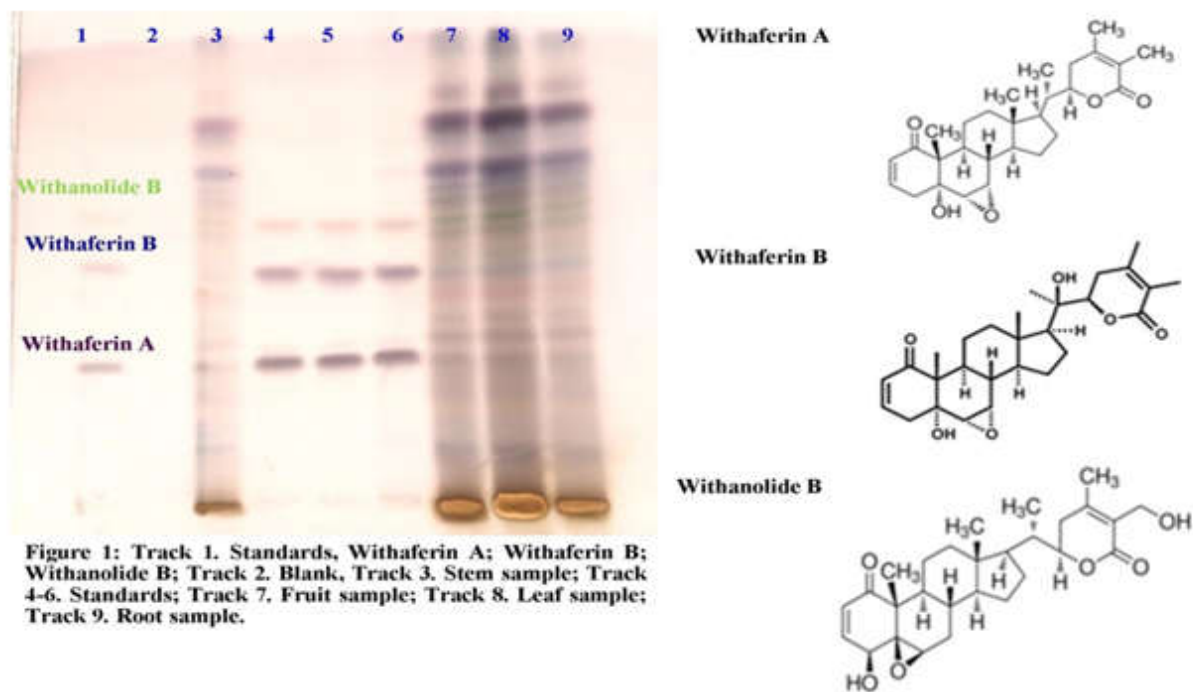 1 2 3 4 5 6 7 8 9
Withanolide B
Withaferin B
Withaferin A
Figure 1: Track 1. Standards, Withaferin A; Withaferin B;
Withanolide B; Track 2. Blank, Track 3. Stem sample; Track
4-6. Standards; Track 7. Fruit sample; Track 8. Leaf sample;
Track 9. Root sample.
Withaferin A
CH₃
H₃C
CH₃
H₃C
H
O
CH₃
H
H
O
O
H
H
OH
O
Withaferin B
OH
O
O
H
O
H
H
H
OH
O
Withanolide B
CH₃
OH
H₃C
CH₃
O
H
O
O
CH₃
H
H
H
H
HO
O